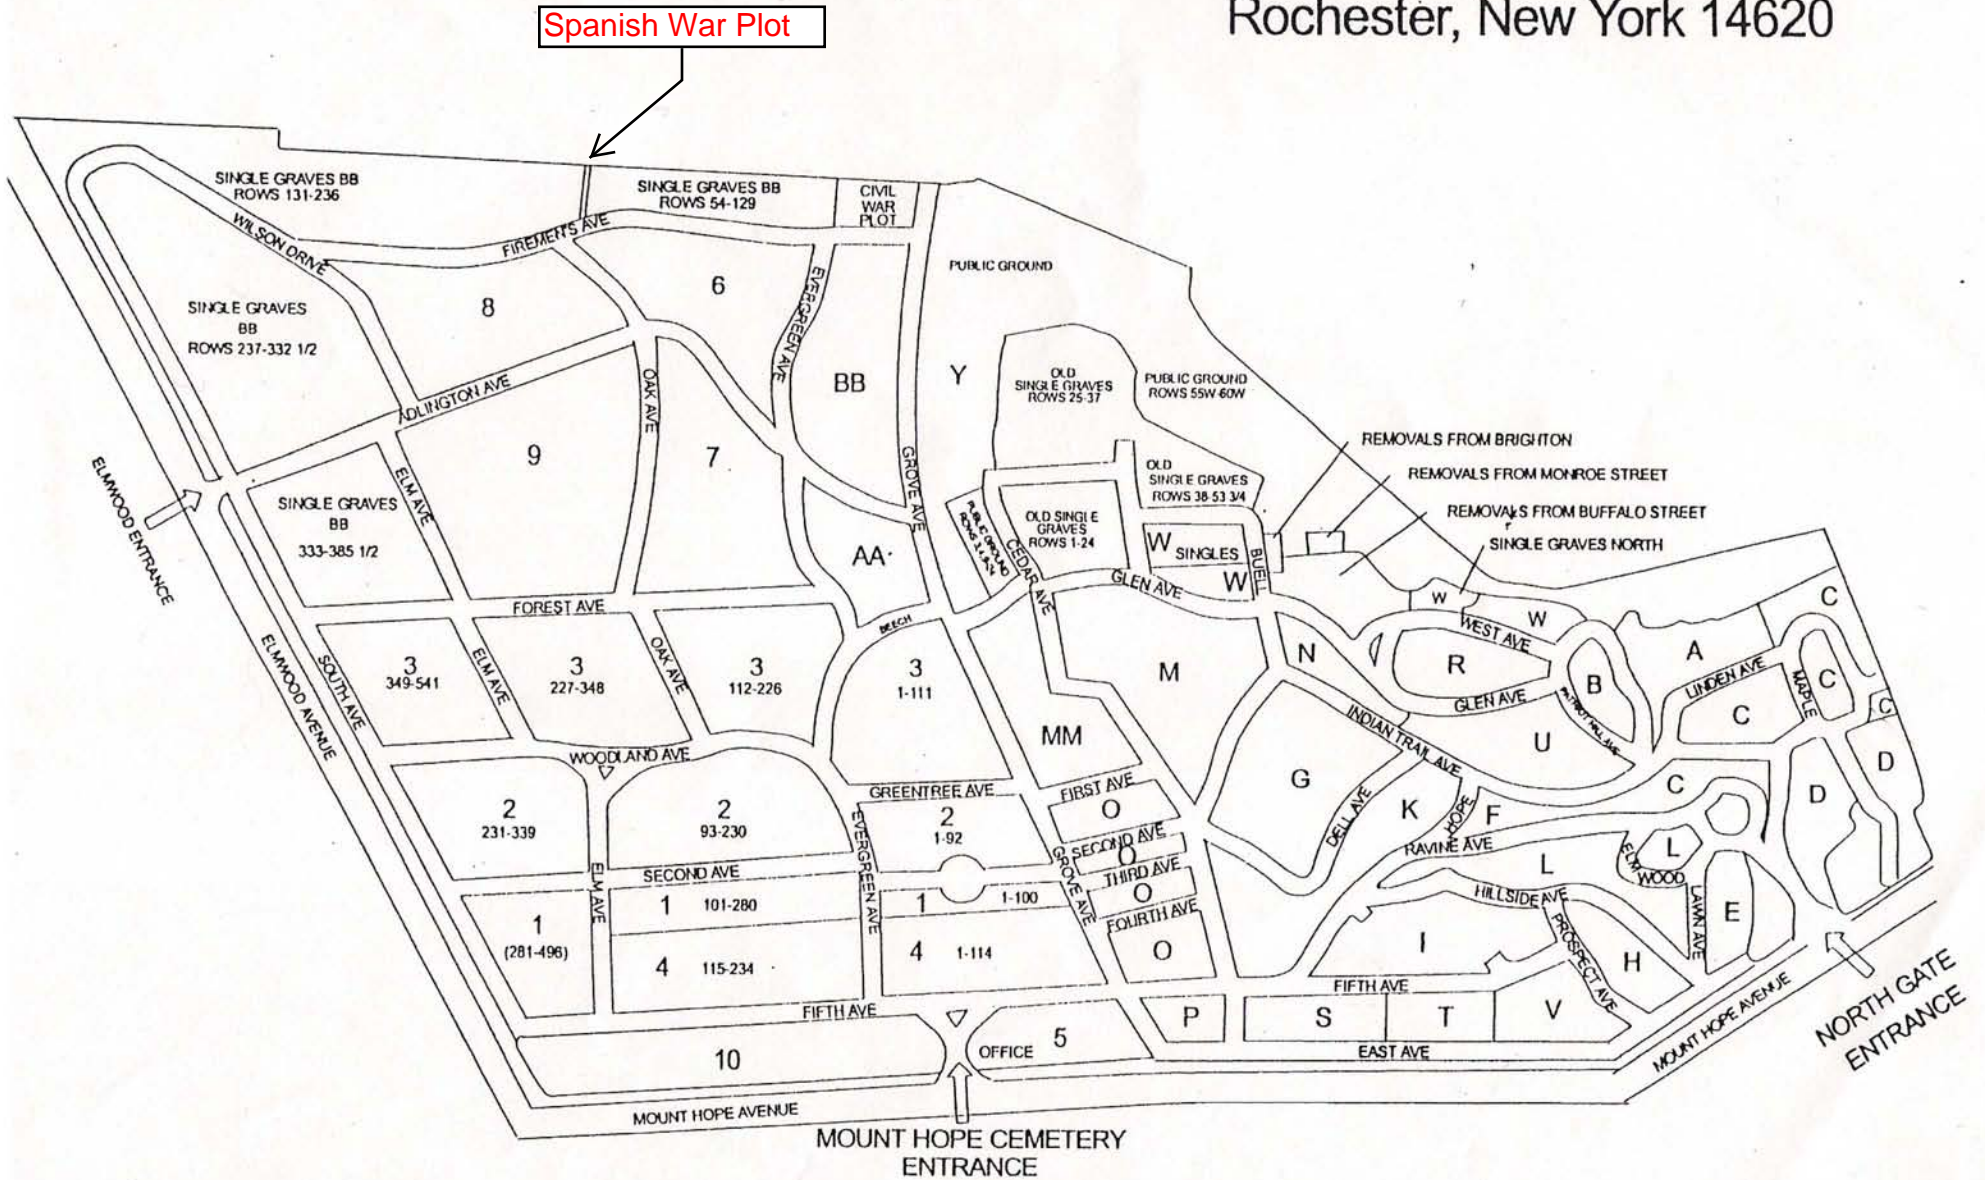 Spanish War Plot
Rochester, New York 14620
SINGLE GRAVES BB
ROWS 131-236
SINGLE GRAVES BB
ROWS 54-129
CIVIL
WAR
PLOT
WILSON DRIVE
FIREMEN'S AVE
PUBLIC GROUND
EVERGREEN AVE
6
8
SINGLE GRAVES
BB
ROWS 237-332 1/2
BB
Y
OLD
SINGLE GRAVES
ROWS 25-37
PUBLIC GROUND
ROWS 55W-60W
ADLINGTON AVE
OAK AVE
9
7
ELM AVE
GROVE AVE
ELMWOOD ENTRANCE
SINGLE GRAVES
BB
333-385 1/2
OLD
SINGLE GRAVES
ROWS 38-53 3/4
REMOVALS FROM BRIGHTON
REMOVALS FROM MONROE STREET
REMOVALS FROM BUFFALO STREET
SINGLE GRAVES NORTH
PUBLIC GROUND
OLD SINGLE
GRAVES
ROWS 1-24
CEDAR AVE
W
SINGLES
W
BUELL
AA
GLEN AVE
W
W
WEST AVE
C
FOREST AVE
BEECH
ELMWOOD AVENUE
SOUTH AVE
3
349-541
ELM AVE
3
227-348
OAK AVE
3
112-226
3
1-111
M
N
R
B
A
LINDEN AVE
MAPLE
C
C
C
GLEN AVE
PATRIOT HILL AVE
INDIAN TRAIL AVE
MM
U
WOODLAND AVE
G
D
D
C
GREENTREE AVE
FIRST AVE
O
2
231-339
2
93-230
EVERGREEN AVE
2
1-92
GROVE AVE
SECOND AVE
O
THIRD AVE
O
FOURTH AVE
O
DELL AVE
K
HOPE
F
RAVINE AVE
L
L
ELM
WOOD
LAWN AVE
E
HILLSIDE AVE
PROSPECT AVE
SECOND AVE
ELM AVE
1
101-280
1
1-100
1
(281-496)
4
115-234
4
1-114
I
H
FIFTH AVE
FIFTH AVE
P
S
T
V
10
OFFICE
5
EAST AVE
MOUNT HOPE AVENUE
NORTH GATE
ENTRANCE
MOUNT HOPE AVENUE
MOUNT HOPE CEMETERY
ENTRANCE